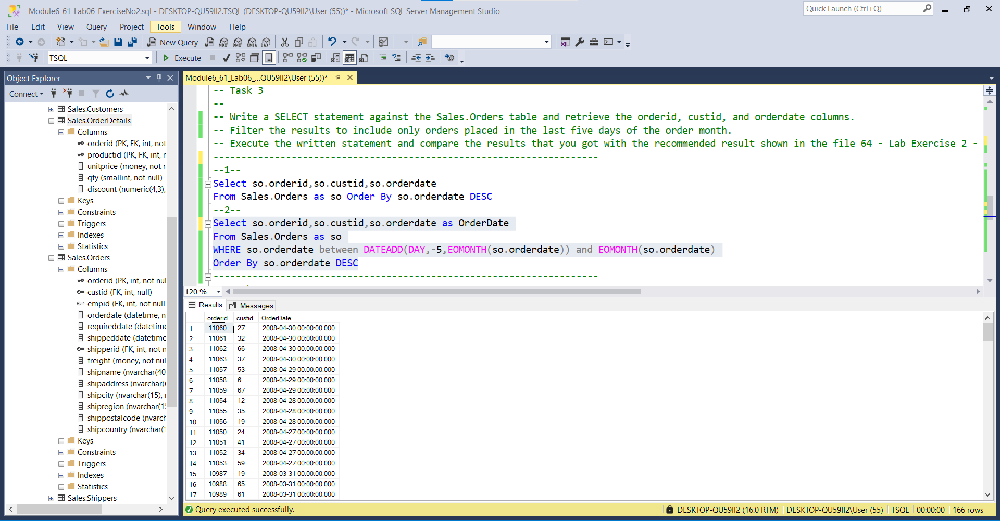 Module6_61_Lab06_ExerciseNo2.sql - DESKTOP-QU59II2.TSQL (DESKTOP-QU59II2\User (55))* - Microsoft SQL Server Management Studio
Quick Launch (Ctrl+Q)
File Edit View Query Project Tools Window Help
New Query MDX DMX XMLA DAX
TSQL Execute
Object Explorer
Connect
Sales.Customers
Sales.OrderDetails
Columns
orderid (PK, FK, int, not
productid (PK, FK, int, n
unitprice (money, not n
qty (smallint, not null)
discount (numeric(4,3),
Keys
Constraints
Triggers
Indexes
Statistics
Sales.Orders
Columns
orderid (PK, int, not nul
custid (FK, int, null)
empid (FK, int, not null)
orderdate (datetime, n
requireddate (datetime
shippeddate (datetime
shipperid (FK, int, not n
freight (money, not nul
shipname (nvarchar(40)
shipaddress (nvarchar(6
shipcity (nvarchar(15), n
shipregion (nvarchar(15
shippostalcode (nvarch
shipcountry (nvarchar(1
Keys
Constraints
Triggers
Indexes
Statistics
Sales.Shippers
Module6_61_Lab06_...QU59II2\User (55))*
-- Task 3
--
-- Write a SELECT statement against the Sales.Orders table and retrieve the orderid, custid, and orderdate columns.
-- Filter the results to include only orders placed in the last five days of the order month.
-- Execute the written statement and compare the results that you got with the recommended result shown in the file 64 - Lab Exercise 2 -
---------------------------------------------------------------------
--1--
Select so.orderid,so.custid,so.orderdate
From Sales.Orders as so Order By so.orderdate DESC
--2--
Select so.orderid,so.custid,so.orderdate as OrderDate
From Sales.Orders as so
WHERE so.orderdate between DATEADD(DAY,-5,EOMONTH(so.orderdate)) and EOMONTH(so.orderdate)
Order By so.orderdate DESC
---------------------------------------------------------------------
120 %
Results Messages
orderid custid OrderDate
1 11060 27 2008-04-30 00:00:00.000
2 11061 32 2008-04-30 00:00:00.000
3 11062 66 2008-04-30 00:00:00.000
4 11063 37 2008-04-30 00:00:00.000
5 11057 53 2008-04-29 00:00:00.000
6 11058 6 2008-04-29 00:00:00.000
7 11059 67 2008-04-29 00:00:00.000
8 11054 12 2008-04-28 00:00:00.000
9 11055 35 2008-04-28 00:00:00.000
10 11056 19 2008-04-28 00:00:00.000
11 11050 24 2008-04-27 00:00:00.000
12 11051 41 2008-04-27 00:00:00.000
13 11052 34 2008-04-27 00:00:00.000
14 11053 59 2008-04-27 00:00:00.000
15 10987 19 2008-03-31 00:00:00.000
16 10988 65 2008-03-31 00:00:00.000
17 10989 61 2008-03-31 00:00:00.000
Query executed successfully. DESKTOP-QU59II2 (16.0 RTM) DESKTOP-QU59II2\User (55) TSQL 00:00:00 166 rows